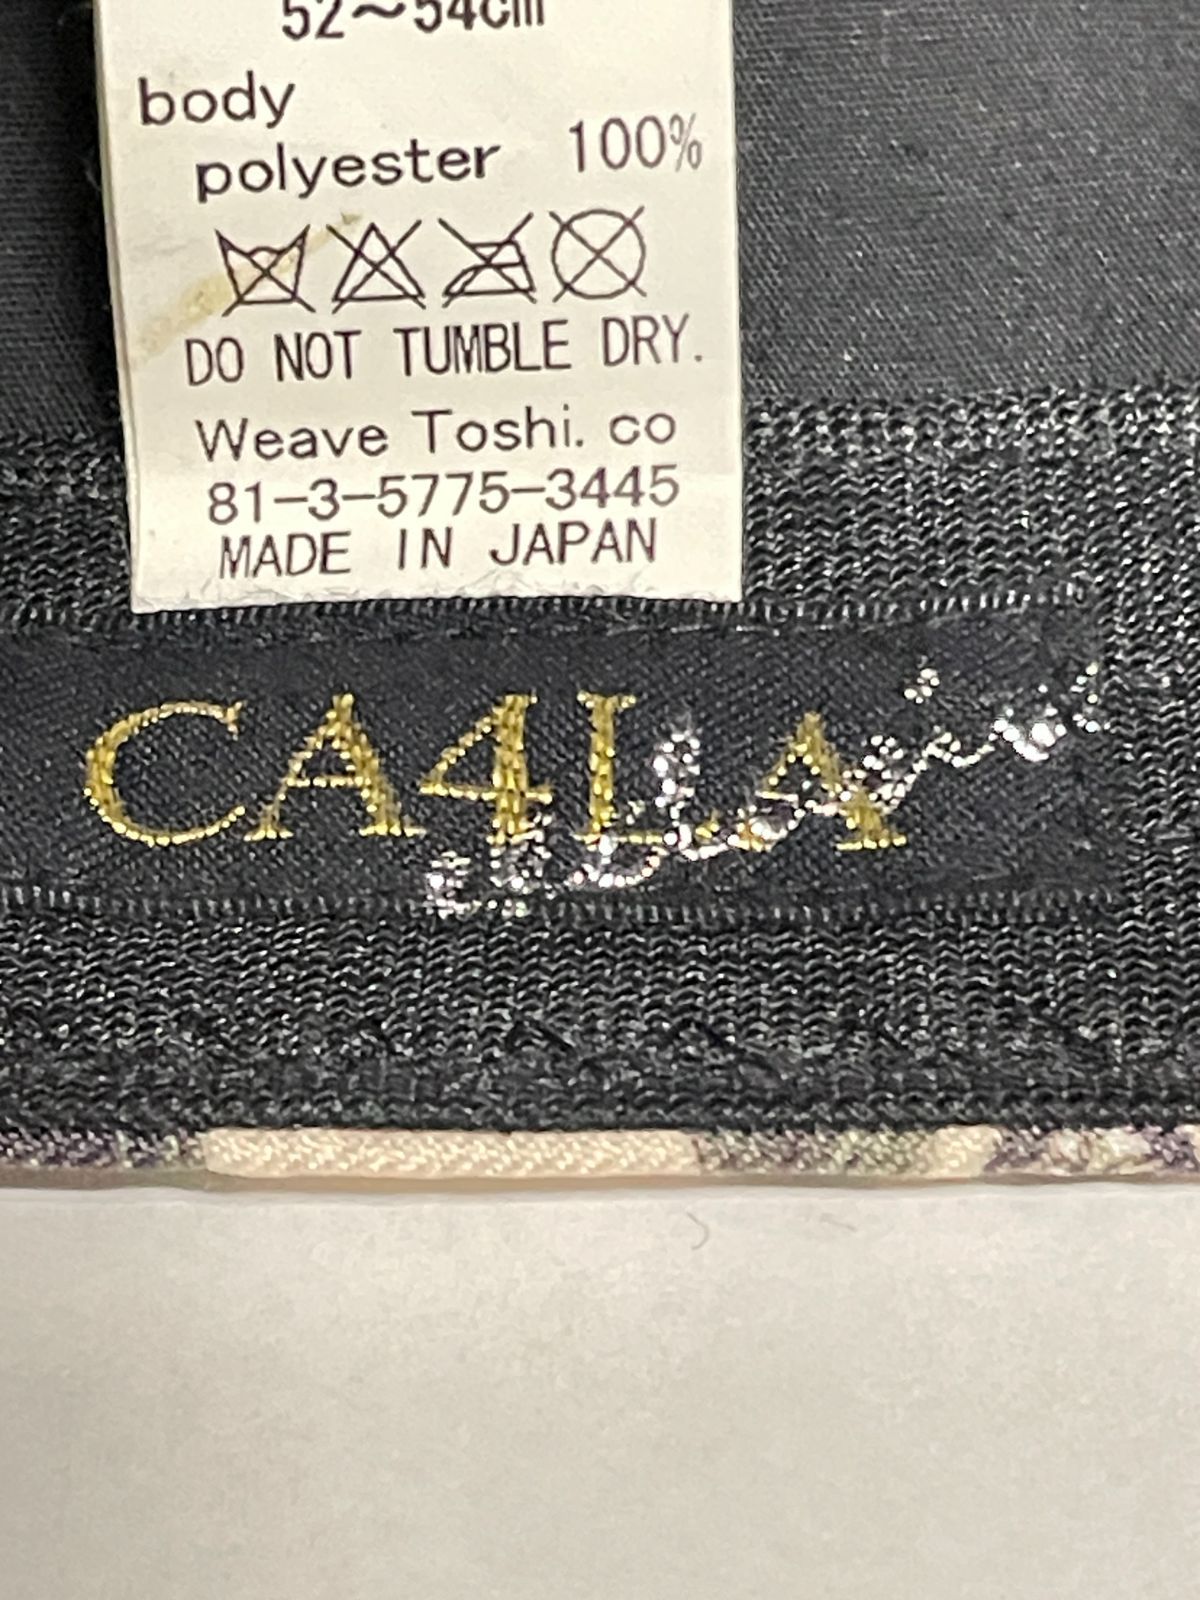 52～54cm
body
polyester 100%
DO NOT TUMBLE DRY.
Weave Toshi. co
81-3-5775-3445
MADE IN JAPAN
CA4LA